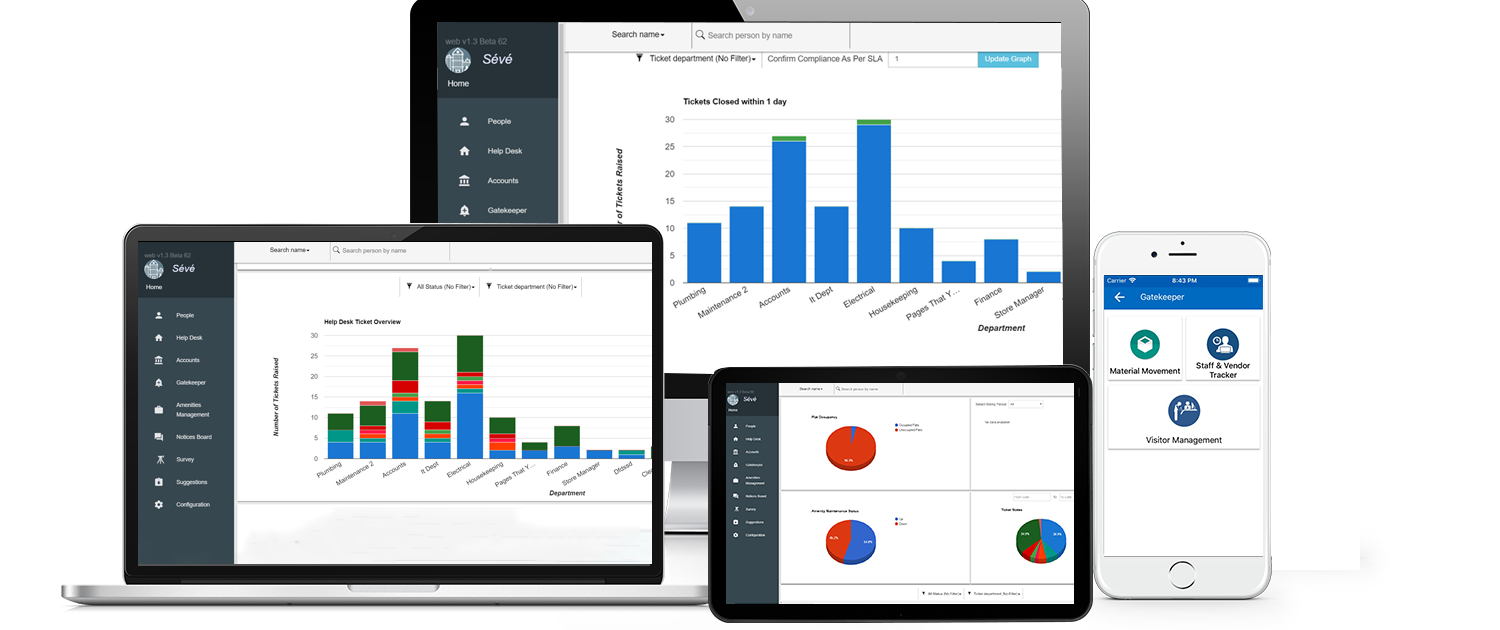 web v1.3 Beta 62
Sévé
Home
People
Help Desk
Accounts
Gatekeeper
Search name
Search person by name
Ticket department (No Filter)
Confirm Compliance As Per SLA
1
Update Graph
Tickets Closed within 1 day
r of Tickets Raised
30
25
20
15
10
5
0
Plumbing
Maintenance 2
Accounts
It Dept
Electrical
Housekeeping
Pages That Y...
Finance
Store Manager
Department
web v1.3 Beta 62
Sévé
Home
People
Help Desk
Accounts
Gatekeeper
Amenities
Management
Notices Board
Survey
Suggestions
Configuration
Search name
Search person by name
All Status (No Filter)
Ticket department (No Filter)
Help Desk Ticket Overview
Number of Tickets Raised
30
25
20
15
10
5
0
Plumbing
Maintenance 2
Accounts
It Dept
Electrical
Housekeeping
Pages That Y...
Finance
Store Manager
Dfdssd
Department
Sévé
Home
People
Help Desk
Accounts
Gatekeeper
Amenities
Management
Notices Board
Survey
Suggestions
Configuration
Search name
Search person by name
Flat Occupancy
Occupied Flats
Unoccupied Flats
Amenity Maintenance Status
Up
Down
Ticket States
All Status (No Filter)
Ticket department (No Filter)
Carrier
8:43 PM
Gatekeeper
Material Movement
Staff & Vendor
Tracker
Visitor Management